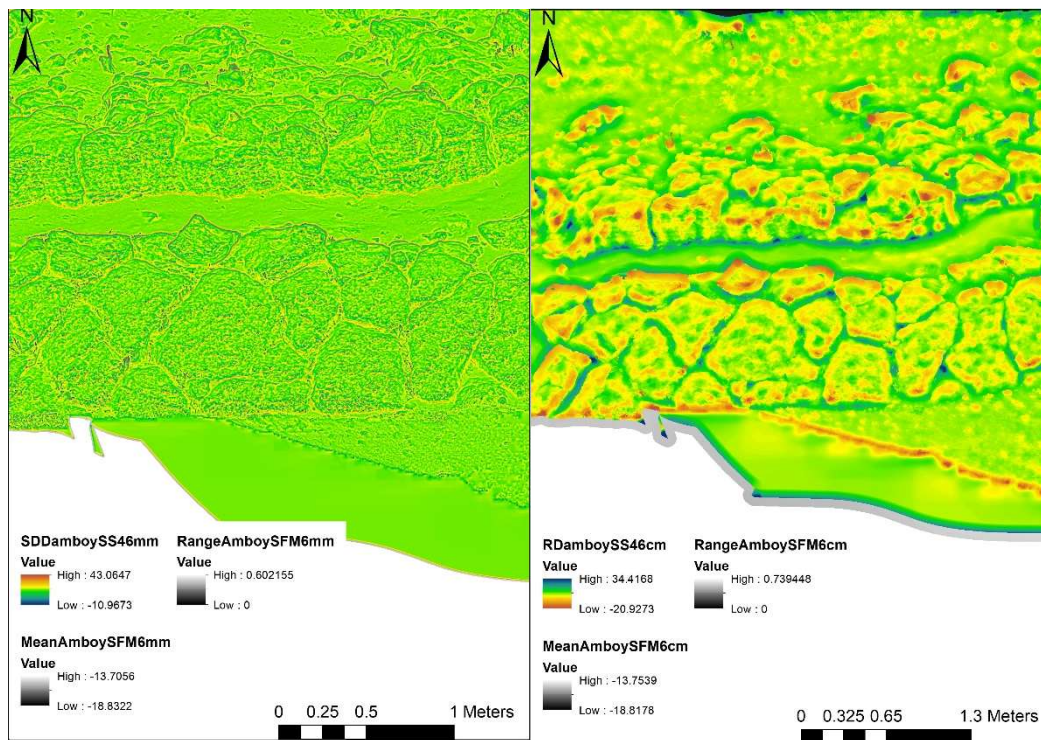 N
SDDamboySS46mm
Value
High : 43.0647
Low : -10.9673
RangeAmboySFM6mm
Value
High : 0.602155
Low : 0
MeanAmboySFM6mm
Value
High : -13.7056
Low : -18.8322
0 0.25 0.5 1 Meters
N
RDamboySS46cm
Value
High : 34.4168
Low : -20.9273
RangeAmboySFM6cm
Value
High : 0.739448
Low : 0
MeanAmboySFM6cm
Value
High : -13.7539
Low : -18.8178
0 0.325 0.65 1.3 Meters